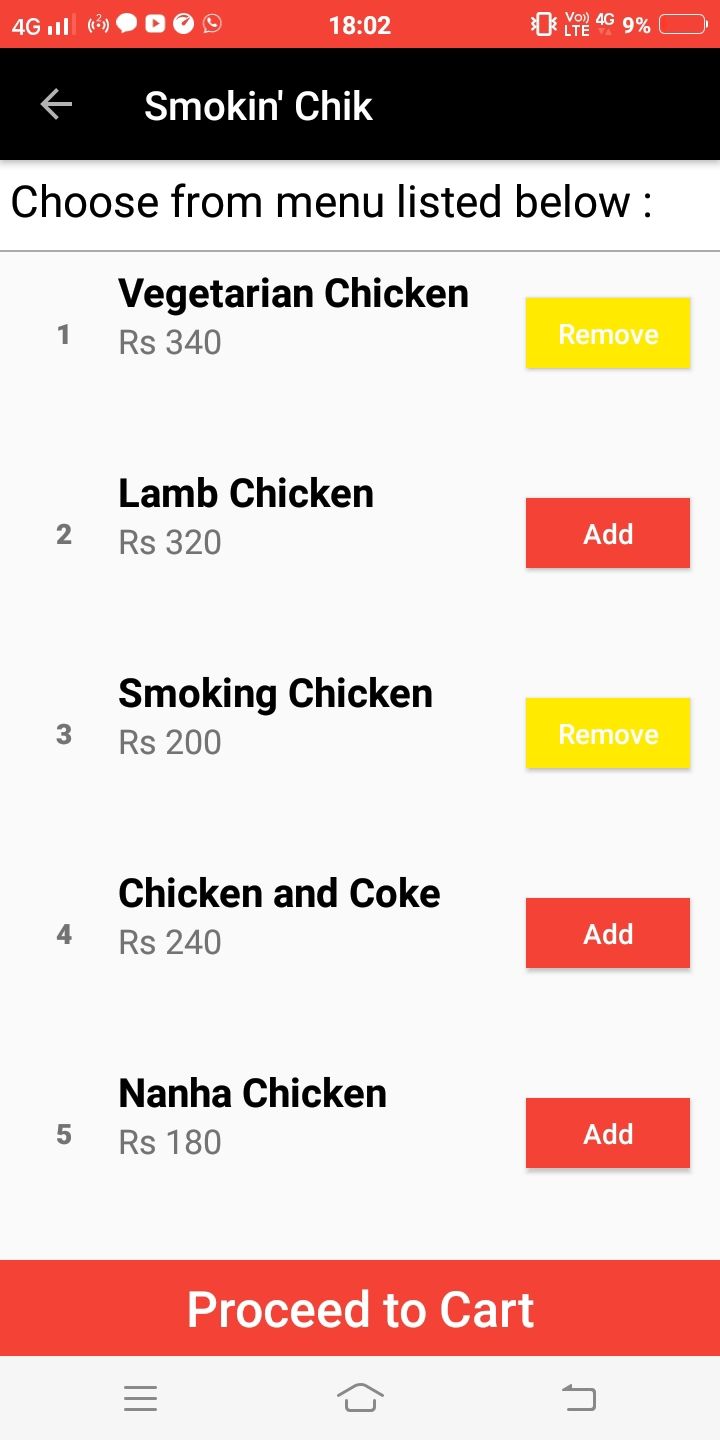 4G 18:02 Vo)) LTE 4G 9%
Smokin' Chik
Choose from menu listed below :
Vegetarian Chicken
1 Rs 340 Remove
Lamb Chicken
2 Rs 320 Add
Smoking Chicken
3 Rs 200 Remove
Chicken and Coke
4 Rs 240 Add
Nanha Chicken
5 Rs 180 Add
Proceed to Cart